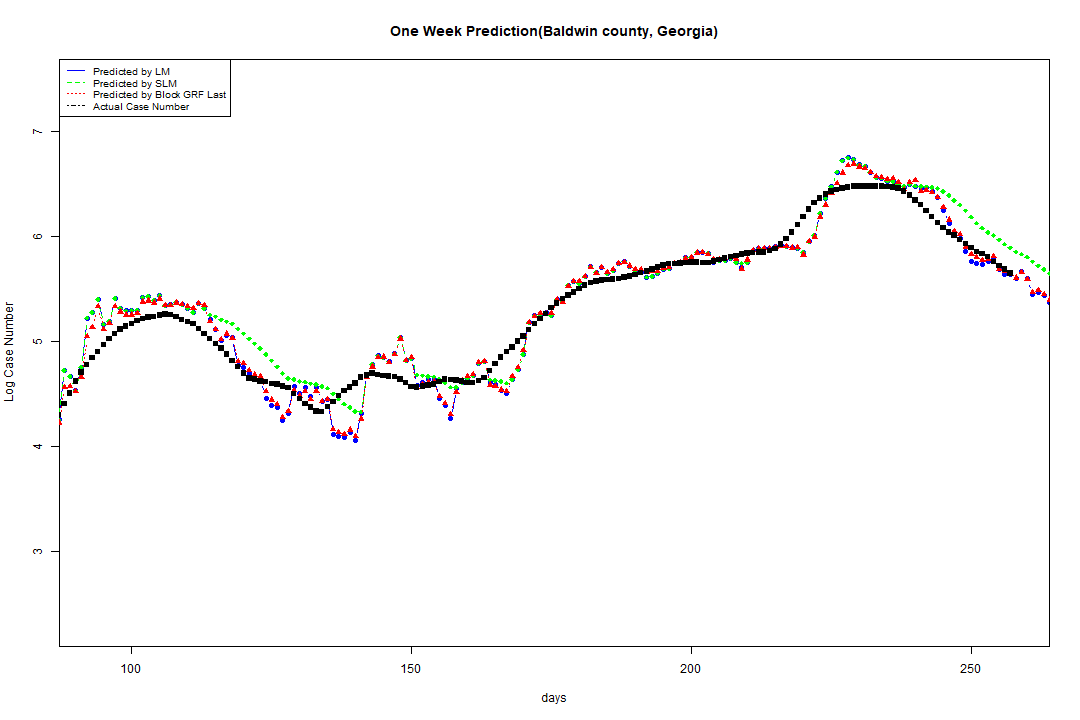 One Week Prediction(Baldwin county, Georgia)
Predicted by LM
Predicted by SLM
Predicted by Block GRF Last
Actual Case Number
7
6
5
4
3
Log Case Number
100 150 200 250
days